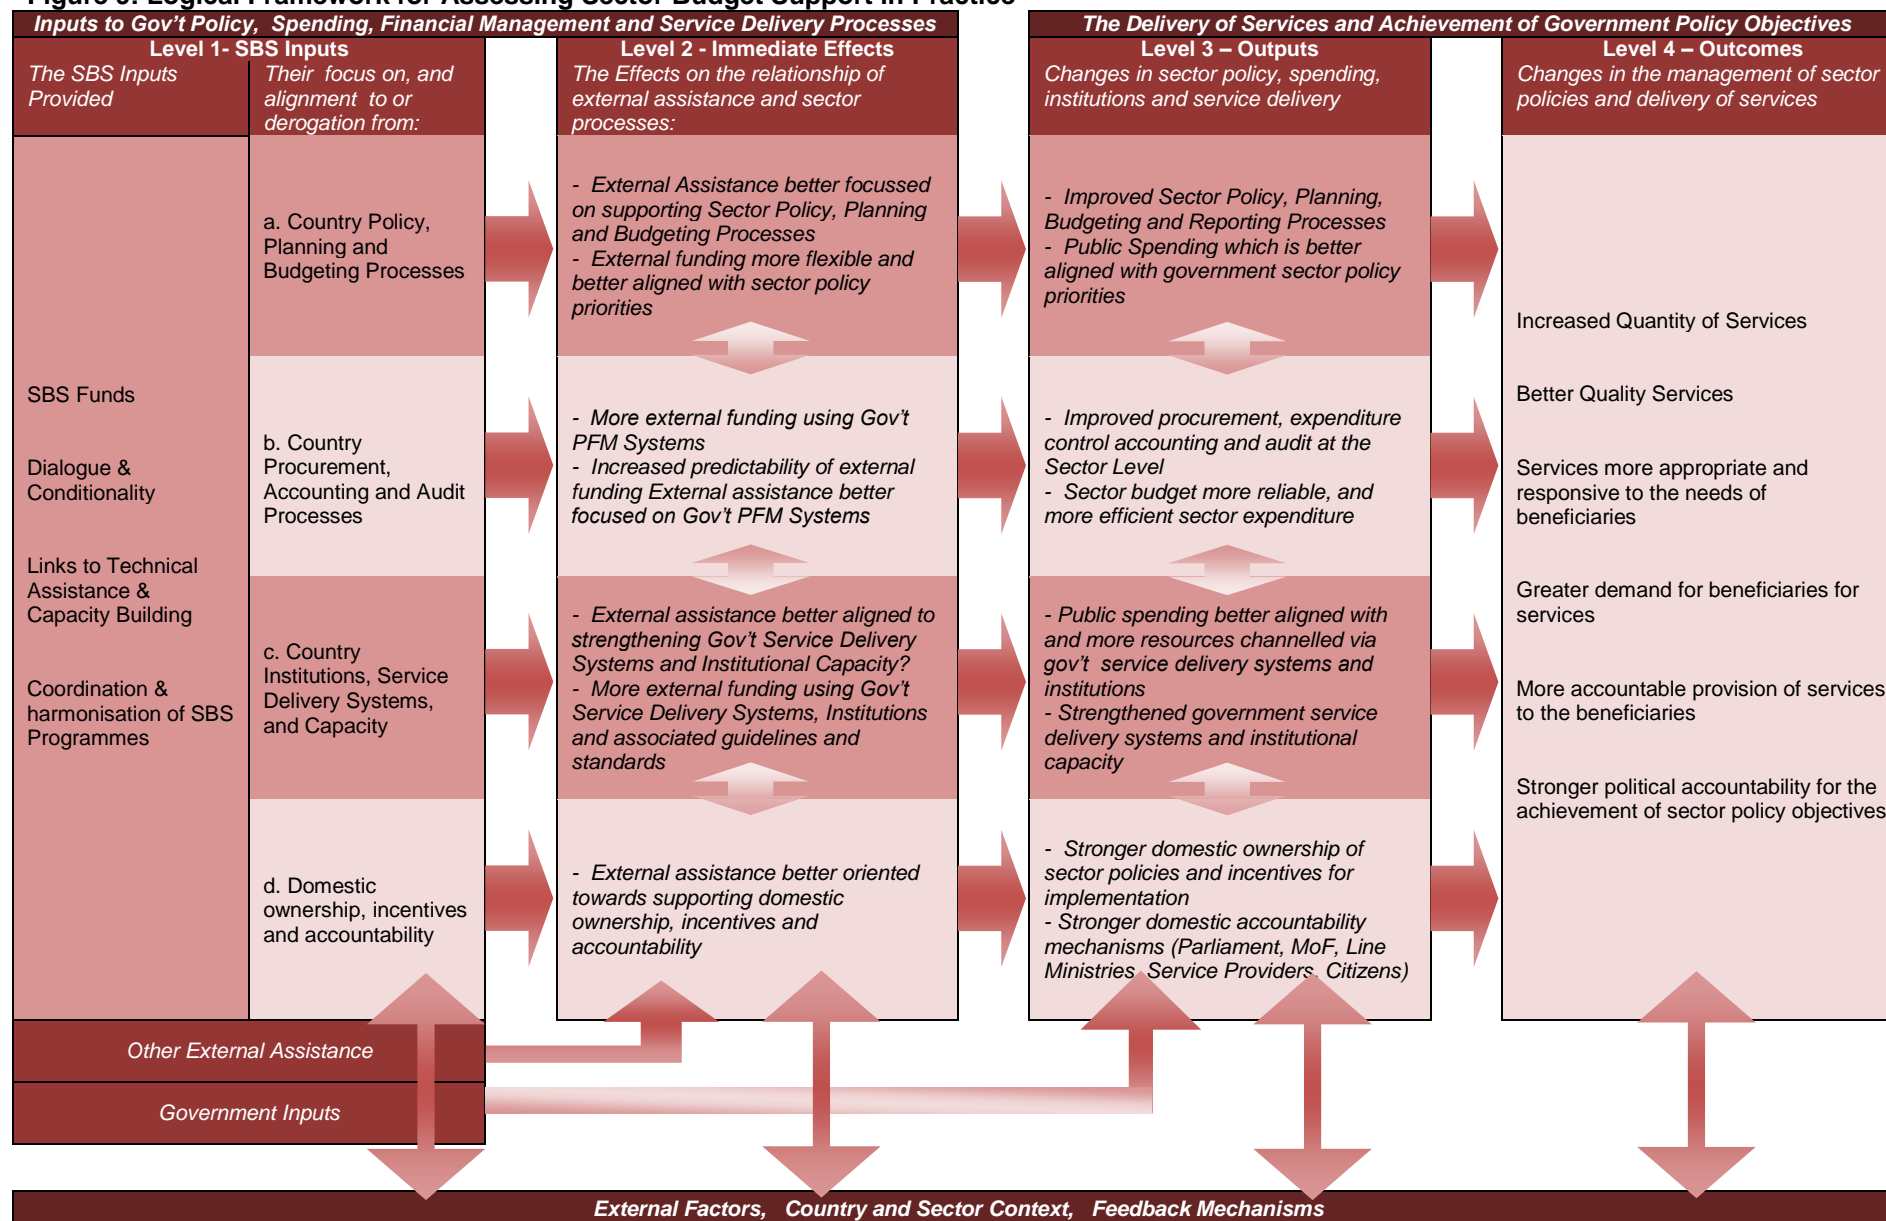 Figure 9: Logical Framework for Assessing Sector Budget Support in Practice
Inputs to Gov't Policy, Spending, Financial Management and Service Delivery Processes
The Delivery of Services and Achievement of Government Policy Objectives
Level 1- SBS Inputs
The SBS Inputs
Provided
Their focus on, and
alignment to or
derogation from:
Level 2 - Immediate Effects
The Effects on the relationship of
external assistance and sector
processes:
Level 3 – Outputs
Changes in sector policy, spending,
institutions and service delivery
Level 4 – Outcomes
Changes in the management of sector
policies and delivery of services
SBS Funds
Dialogue &
Conditionality
Links to Technical
Assistance &
Capacity Building
Coordination &
harmonisation of SBS
Programmes
a. Country Policy,
Planning and
Budgeting Processes
- External Assistance better focussed
on supporting Sector Policy, Planning
and Budgeting Processes
- External funding more flexible and
better aligned with sector policy
priorities
- Improved Sector Policy, Planning,
Budgeting and Reporting Processes
- Public Spending which is better
aligned with government sector policy
priorities
b. Country
Procurement,
Accounting and Audit
Processes
- More external funding using Gov't
PFM Systems
- Increased predictability of external
funding External assistance better
focused on Gov't PFM Systems
- Improved procurement, expenditure
control accounting and audit at the
Sector Level
- Sector budget more reliable, and
more efficient sector expenditure
c. Country
Institutions, Service
Delivery Systems,
and Capacity
- External assistance better aligned to
strengthening Gov't Service Delivery
Systems and Institutional Capacity?
- More external funding using Gov't
Service Delivery Systems, Institutions
and associated guidelines and
standards
- Public spending better aligned with
and more resources channelled via
gov't service delivery systems and
institutions
- Strengthened government service
delivery systems and institutional
capacity
d. Domestic
ownership, incentives
and accountability
- External assistance better oriented
towards supporting domestic
ownership, incentives and
accountability
- Stronger domestic ownership of
sector policies and incentives for
implementation
- Stronger domestic accountability
mechanisms (Parliament, MoF, Line
Ministries, Service Providers, Citizens)
Increased Quantity of Services
Better Quality Services
Services more appropriate and
responsive to the needs of
beneficiaries
Greater demand for beneficiaries for
services
More accountable provision of services
to the beneficiaries
Stronger political accountability for the
achievement of sector policy objectives
Other External Assistance
Government Inputs
External Factors, Country and Sector Context, Feedback Mechanisms